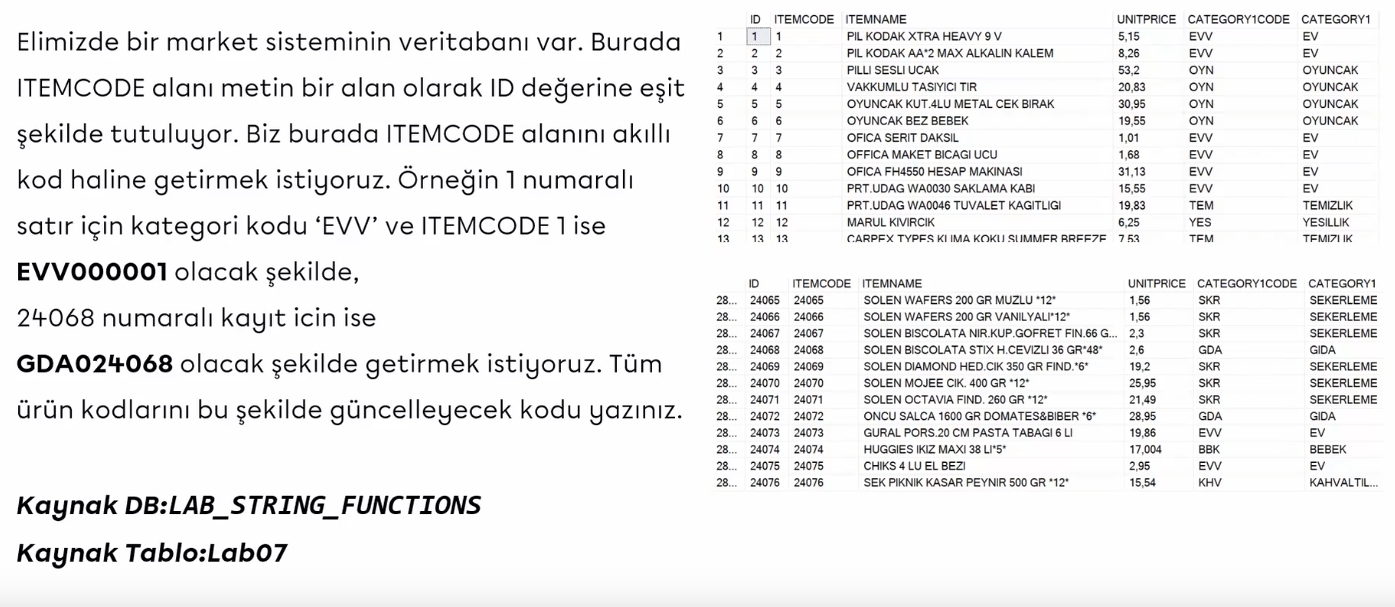 Elimizde bir market sisteminin veritabanı var. Burada
ITEMCODE alanı metin bir alan olarak ID değerine eşit
şekilde tutuluyor. Biz burada ITEMCODE alanını akıllı
kod haline getirmek istiyoruz. Örneğin 1 numaralı
satır için kategori kodu ‘EVV’ ve ITEMCODE 1 ise
EVV000001 olacak şekilde,
24068 numaralı kayıt icin ise
GDA024068 olacak şekilde getirmek istiyoruz. Tüm
ürün kodlarını bu şekilde güncelleyecek kodu yazınız.
Kaynak DB:LAB_STRING_FUNCTIONS
Kaynak Tablo:Lab07
ID ITEMCODE ITEMNAME UNITPRICE CATEGORY1CODE CATEGORY1
1 1 1 PIL KODAK XTRA HEAVY 9 V 5,15 EVV EV
2 2 2 PIL KODAK AA*2 MAX ALKALIN KALEM 8,26 EVV EV
3 3 3 PILLI SESLI UCAK 53,2 OYN OYUNCAK
4 4 4 VAKKUMLU TASIYICI TIR 20,83 OYN OYUNCAK
5 5 5 OYUNCAK KUT.4LU METAL CEK BIRAK 30,95 OYN OYUNCAK
6 6 6 OYUNCAK BEZ BEBEK 19,55 OYN OYUNCAK
7 7 7 OFICA SERIT DAKSIL 1,01 EVV EV
8 8 8 OFFICA MAKET BICAGI UCU 1,68 EVV EV
9 9 9 OFICA FH4550 HESAP MAKINASI 31,13 EVV EV
10 10 10 PRT.UDAG WA0030 SAKLAMA KABI 15,55 EVV EV
11 11 11 PRT.UDAG WA0046 TUVALET KAGITLIGI 19,83 TEM TEMIZLIK
12 12 12 MARUL KIVIRCIK 6,25 YES YESILLIK
13 13 13 CARPEX TYPES KLIMA KOKU SUMMER BREEZE 7,53 TEM TEMIZLIK
ID ITEMCODE ITEMNAME UNITPRICE CATEGORY1CODE CATEGORY1
28... 24065 24065 SOLEN WAFERS 200 GR MUZLU *12* 1,56 SKR SEKERLEME
28... 24066 24066 SOLEN WAFERS 200 GR VANILYALI*12* 1,56 SKR SEKERLEME
28... 24067 24067 SOLEN BISCOLATA NIR.KUP.GOFRET FIN.66 G... 2,3 SKR SEKERLEME
28... 24068 24068 SOLEN BISCOLATA STIX H.CEVIZLI 36 GR*48* 2,6 GDA GIDA
28... 24069 24069 SOLEN DIAMOND HED.CIK 350 GR FIND.*6* 19,2 SKR SEKERLEME
28... 24070 24070 SOLEN MOJEE CIK. 400 GR *12* 25,95 SKR SEKERLEME
28... 24071 24071 SOLEN OCTAVIA FIND. 260 GR *12* 21,49 SKR SEKERLEME
28... 24072 24072 ONCU SALCA 1600 GR DOMATES&BIBER *6* 28,95 GDA GIDA
28... 24073 24073 GURAL PORS.20 CM PASTA TABAGI 6 LI 19,86 EVV EV
28... 24074 24074 HUGGIES IKIZ MAXI 38 LI*5* 17,004 BBK BEBEK
28... 24075 24075 CHIKS 4 LU EL BEZI 2,95 EVV EV
28... 24076 24076 SEK PIKNIK KASAR PEYNIR 500 GR *12* 15,54 KHV KAHVALTIL...